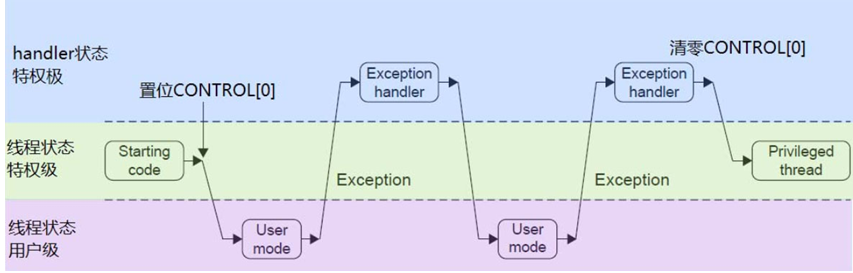 handler状态
特权极
置位CONTROL[0]
Exception
handler
清零CONTROL[0]
Exception
handler
线程状态
特权级
Starting
code
Exception
Exception
Privileged
thread
线程状态
用户级
User
mode
User
mode